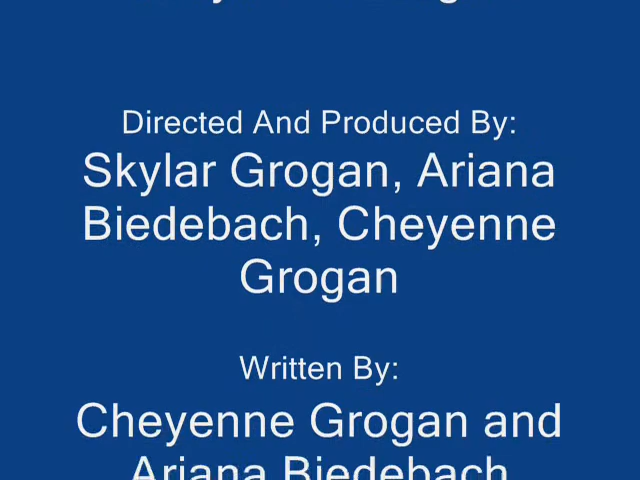 Directed And Produced By:
Skylar Grogan, Ariana
Biedebach, Cheyenne
Grogan
Written By:
Cheyenne Grogan and
Ariana Biedebach